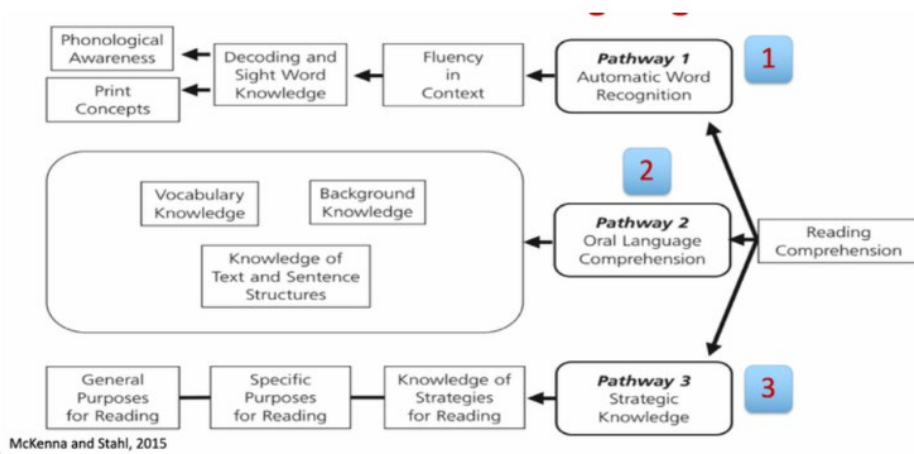 Phonological
Awareness
Print
Concepts
Decoding and
Sight Word
Knowledge
Fluency
in
Context
Pathway 1
Automatic Word
Recognition
1
Vocabulary
Knowledge
Background
Knowledge
Knowledge of
Text and Sentence
Structures
2
Pathway 2
Oral Language
Comprehension
Reading
Comprehension
General
Purposes
for Reading
Specific
Purposes
for Reading
Knowledge of
Strategies
for Reading
Pathway 3
Strategic
Knowledge
3
McKenna and Stahl, 2015